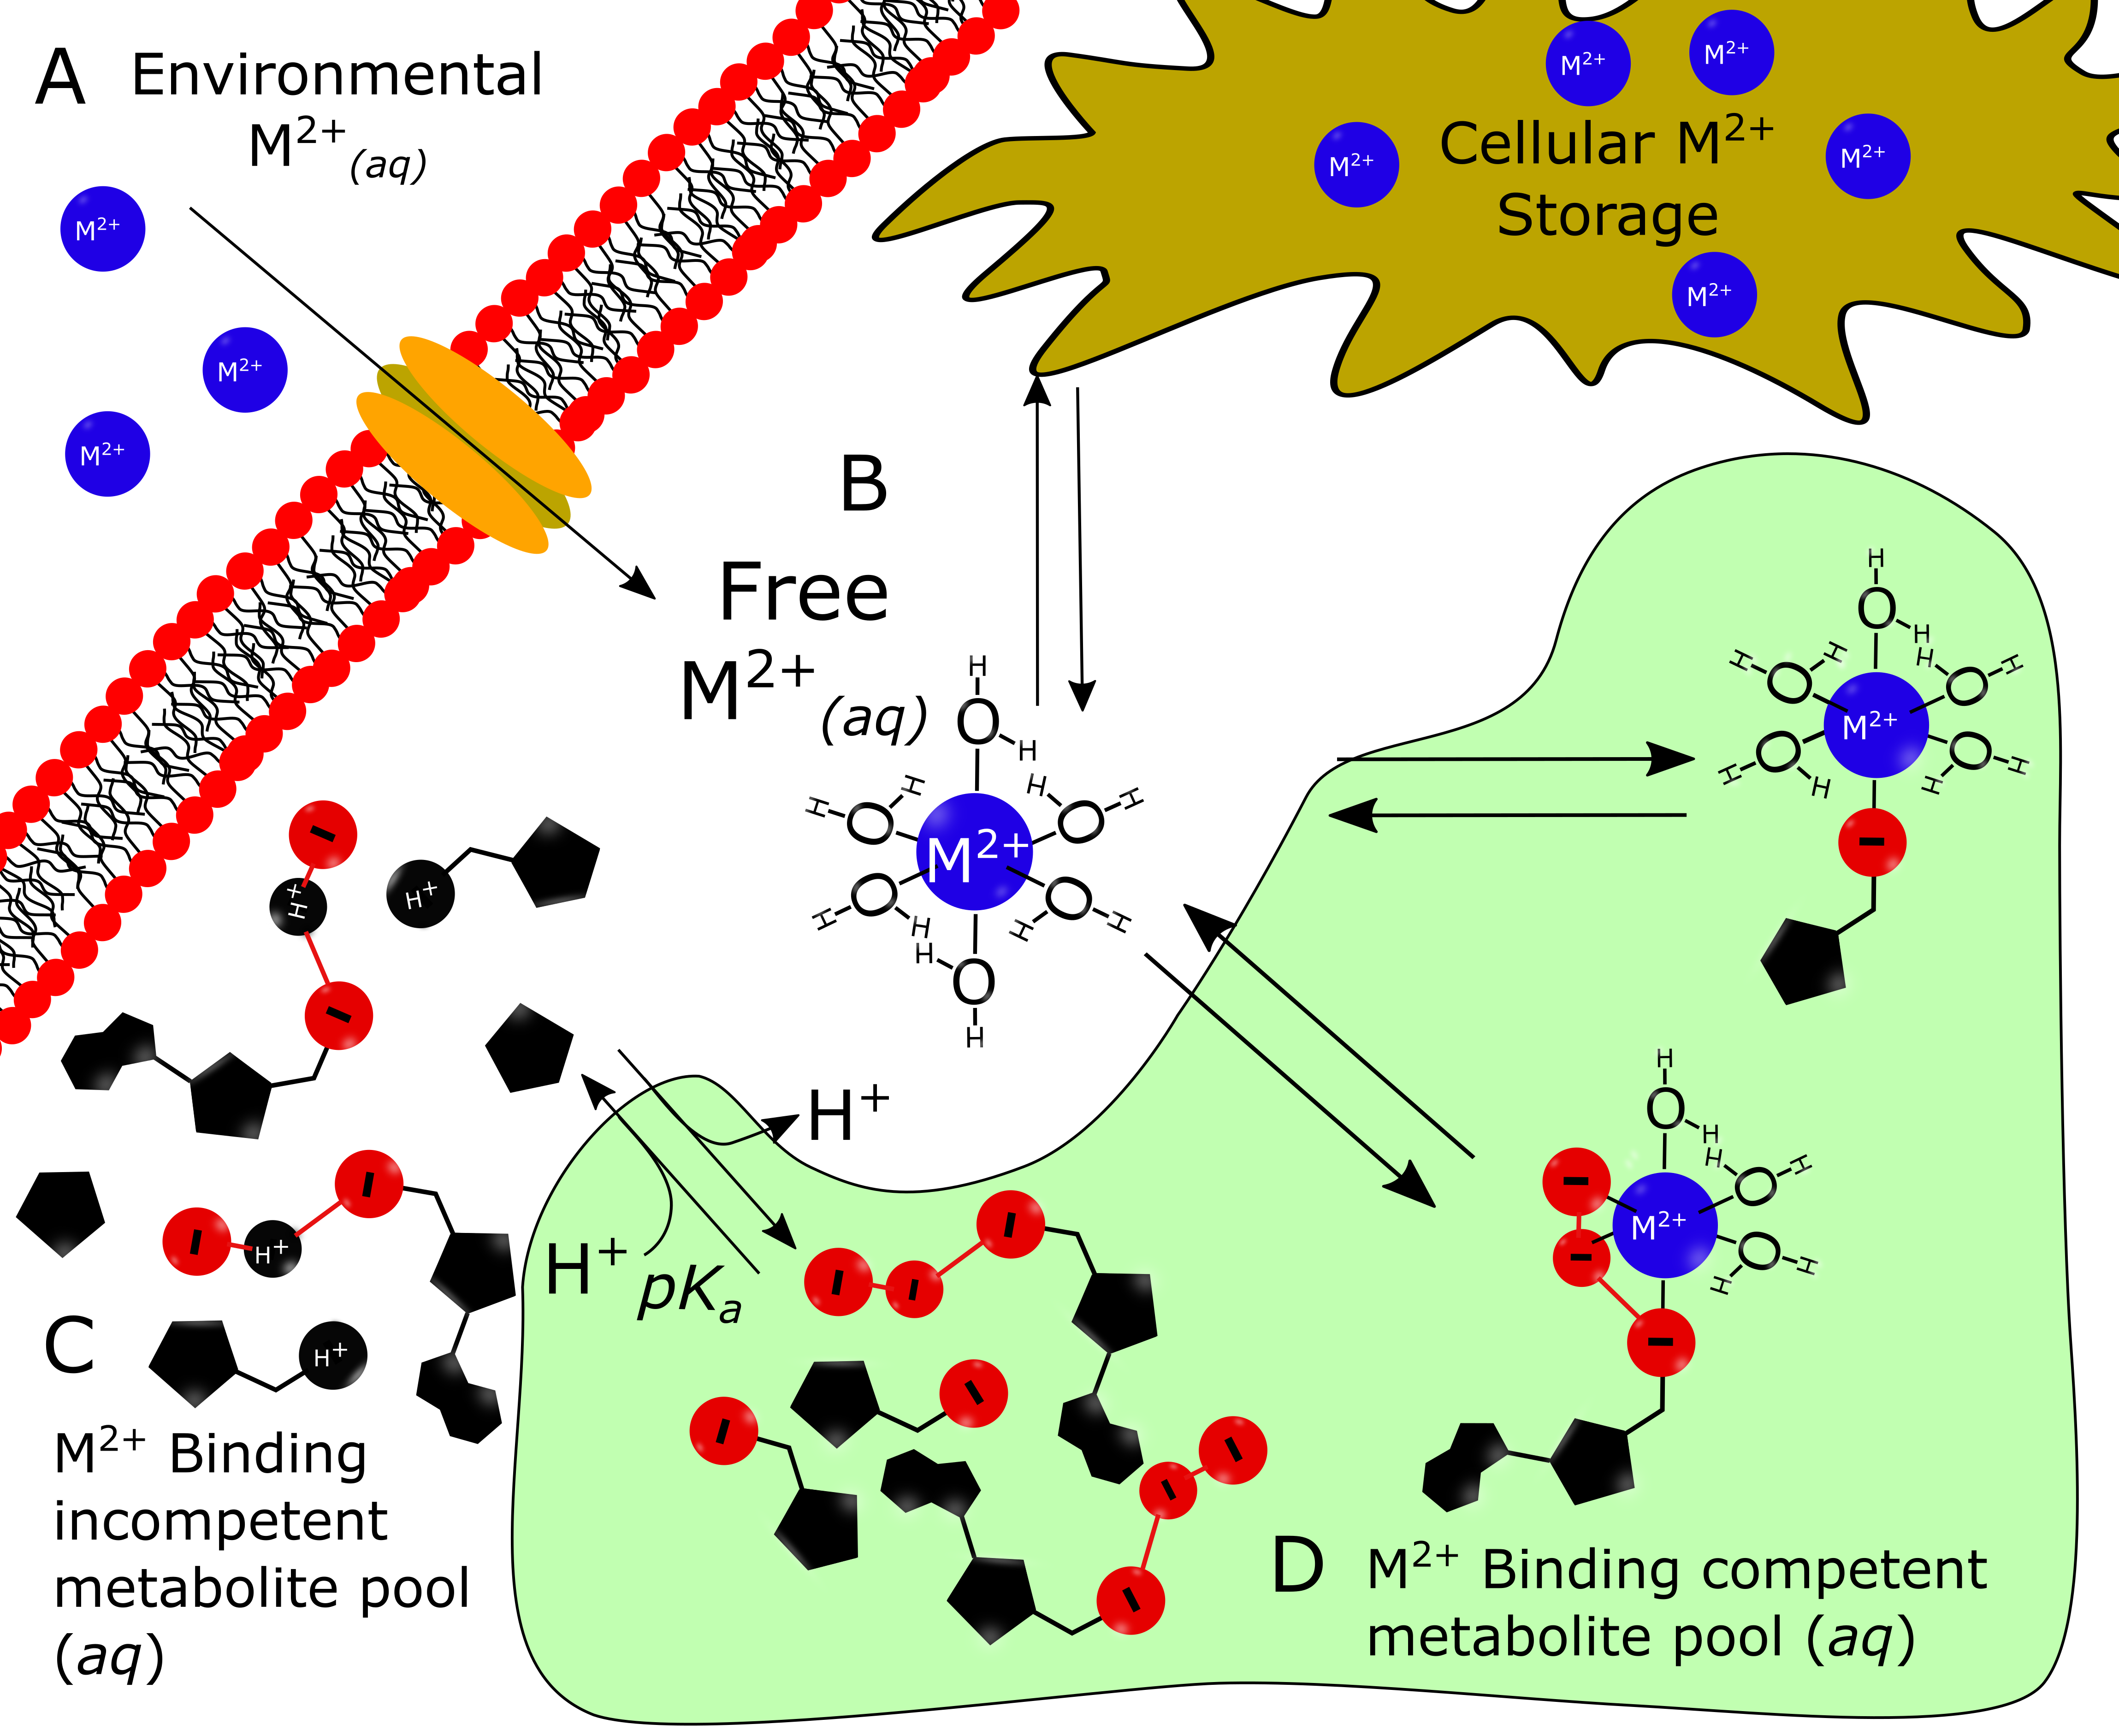 A Environmental
M2+(aq)
M2+
M2+
M2+
M2+
M2+
M2+
M2+
M2+
Cellular M2+
Storage
B
Free
M2+(aq)
H
O
H
H
O
H
H
O
H
M2+
H
O
H
H
O
H
H
O
H
H
O
H
H
O
H
H
O
H
M2+
H
O
H
H
O
H
−
−
H+
−
H+
H+
H+
pKa
−
H+
−
C
H+
M2+ Binding
incompetent
metabolite pool
(aq)
−
−
−
−
−
−
−
−
H
O
H
H
O
H
M2+
H
O
H
−
−
−
D M2+ Binding competent
metabolite pool (aq)